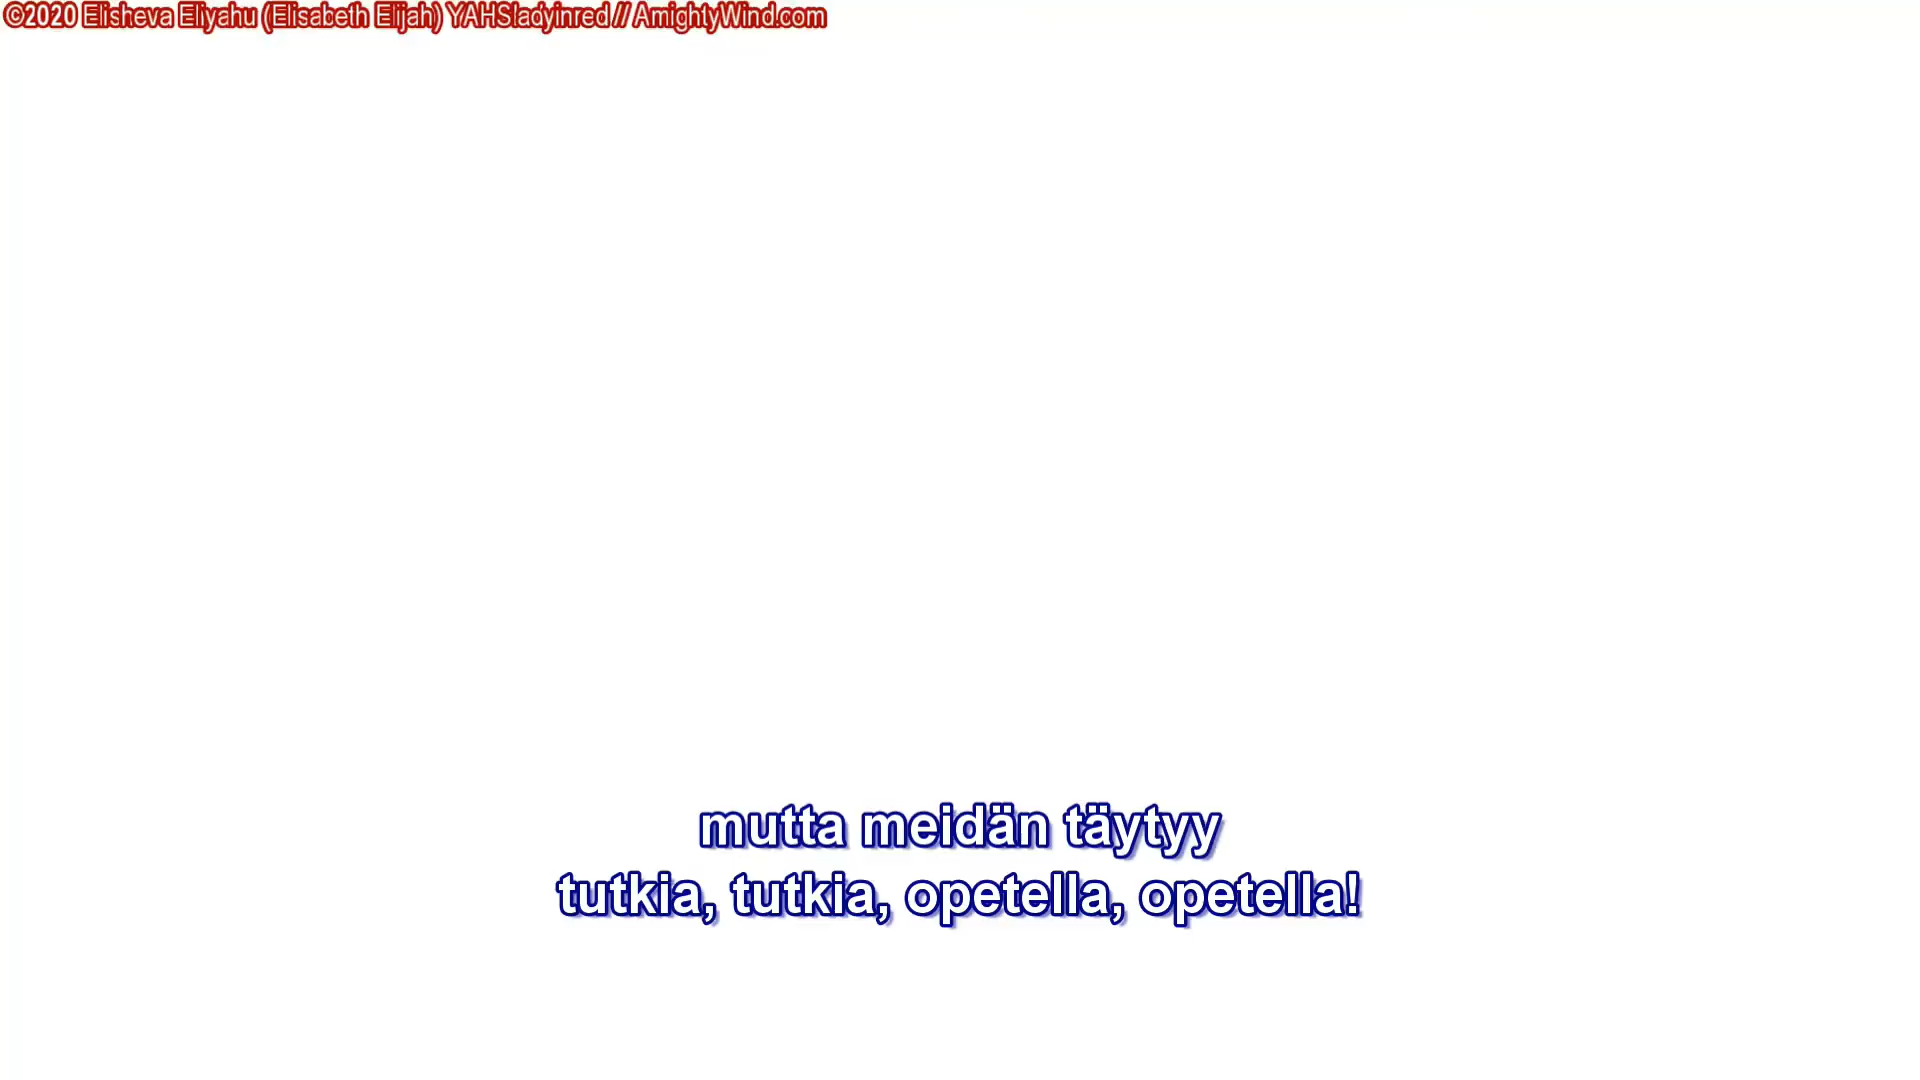 ©2020 Elisheva Eliyahu (Elisabeth Elijah) YAHSladyinred // AmightyWind.com
mutta meidän täytyy
tutkia, tutkia, opetella, opetella!